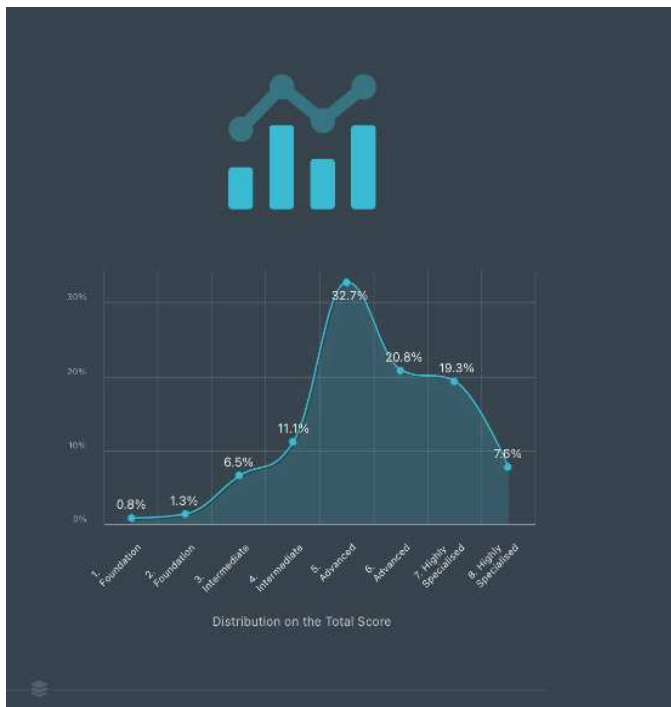 30%
20%
10%
0%
0.8%
1.3%
6.5%
11.1%
32.7%
20.8%
19.3%
7.6%
1.
Foundation
2.
Foundation
3.
Intermediate
4.
Intermediate
5.
Advanced
6.
Advanced
7. Highly
Specialised
8. Highly
Specialised
Distribution on the Total Score